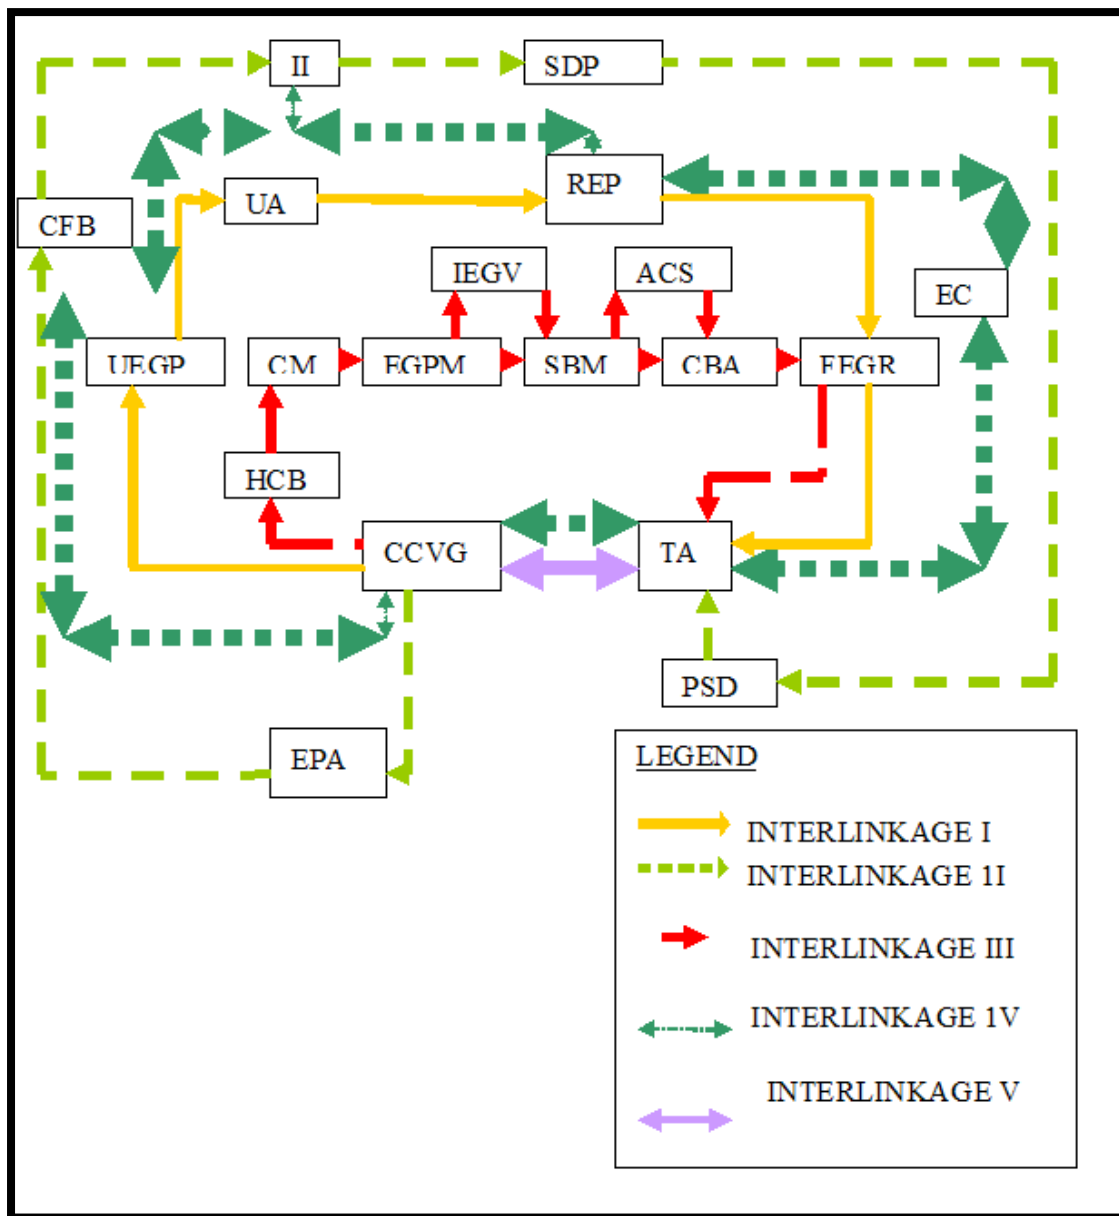 II
SDP
REP
UA
CFB
IEGV
ACS
EC
UEGP
CM
EGPM
SBM
CBA
EEGR
HCB
CCVG
TA
PSD
EPA
LEGEND
INTERLINKAGE I
INTERLINKAGE 1I
INTERLINKAGE III
INTERLINKAGE 1V
INTERLINKAGE V